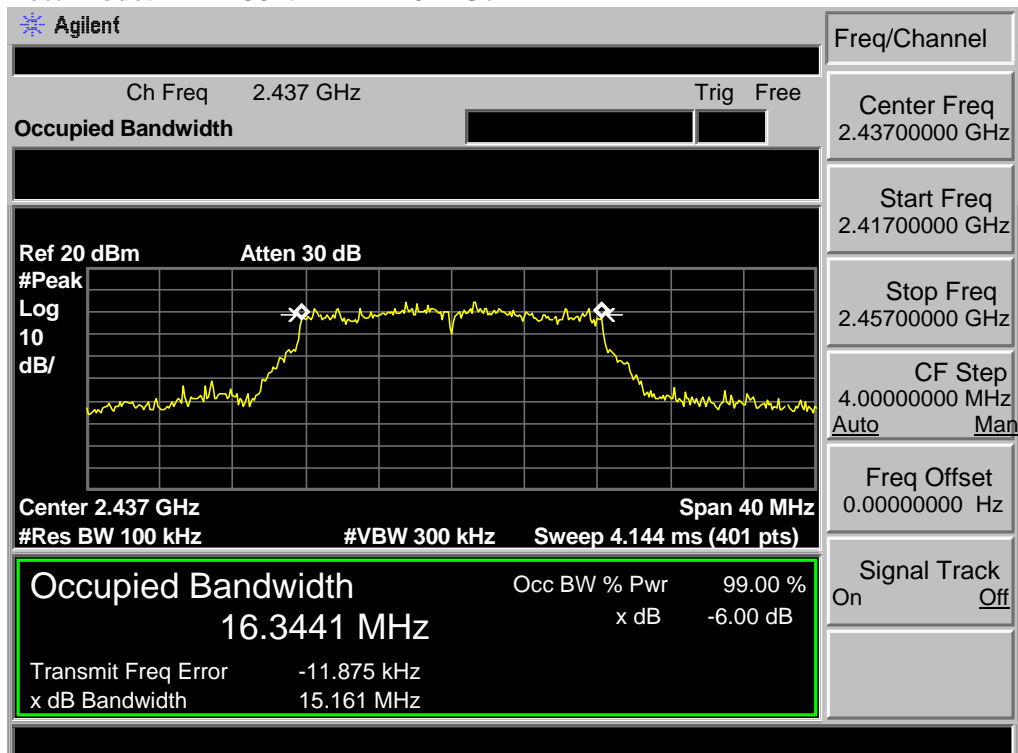 Agilent
Freq/Channel
Ch Freq 2.437 GHz Trig Free
Occupied Bandwidth
Center Freq
2.43700000 GHz
Start Freq
2.41700000 GHz
Ref 20 dBm Atten 30 dB
#Peak
Log
10
dB/
Stop Freq
2.45700000 GHz
CF Step
4.00000000 MHz
Auto Man
Freq Offset
0.00000000 Hz
Center 2.437 GHz Span 40 MHz
#Res BW 100 kHz #VBW 300 kHz Sweep 4.144 ms (401 pts)
Signal Track
On Off
Occupied Bandwidth Occ BW % Pwr 99.00 %
16.3441 MHz x dB -6.00 dB
Transmit Freq Error -11.875 kHz
x dB Bandwidth 15.161 MHz